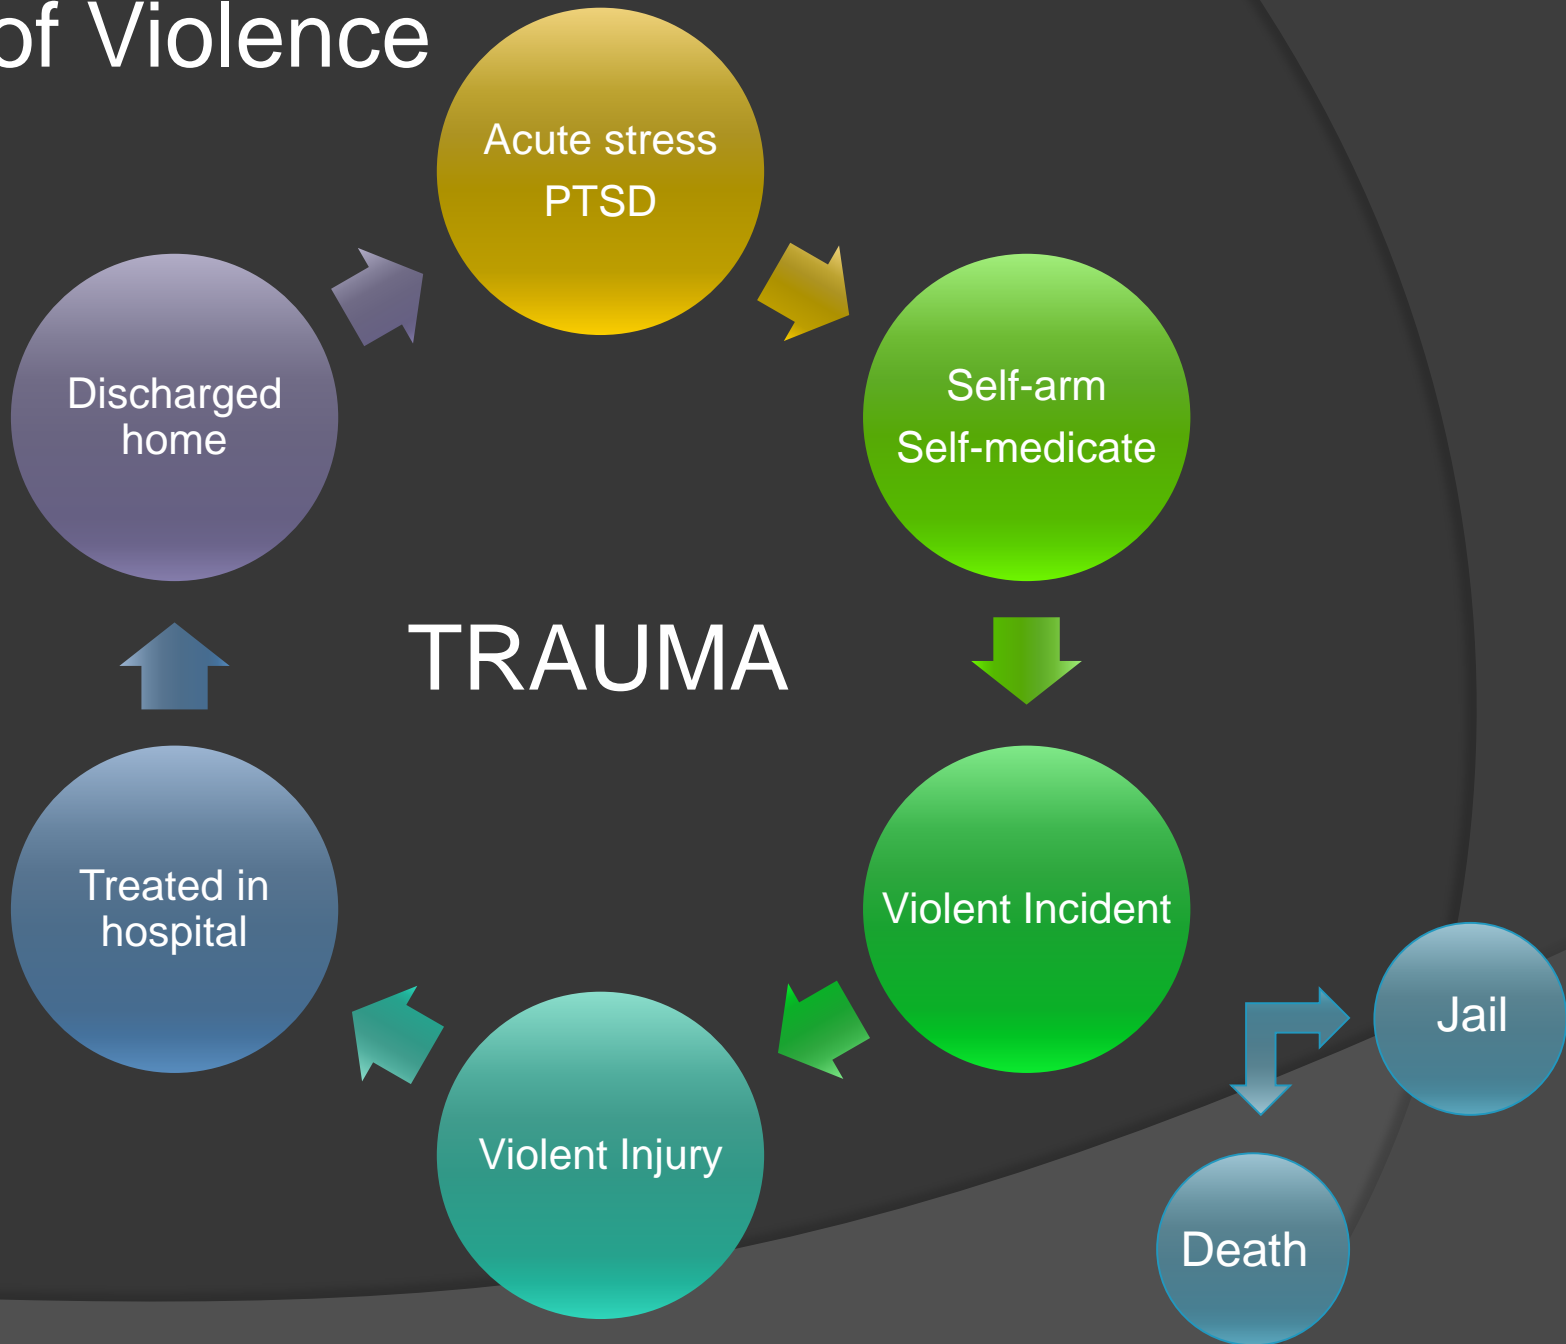 of Violence
Acute stress
PTSD
Self-arm
Self-medicate
Discharged
home
TRAUMA
Treated in
hospital
Violent Incident
Violent Injury
Jail
Death